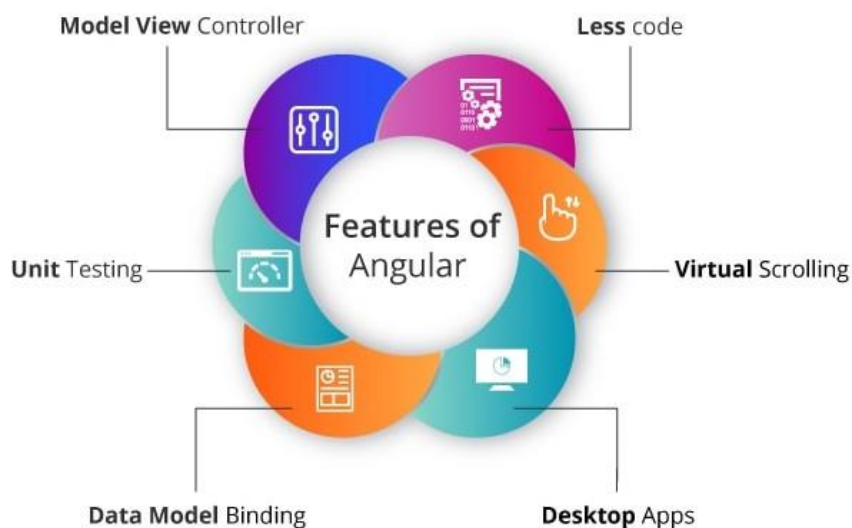 Model View Controller
Less code
Features of
Angular
Unit Testing
Virtual Scrolling
Data Model Binding
Desktop Apps